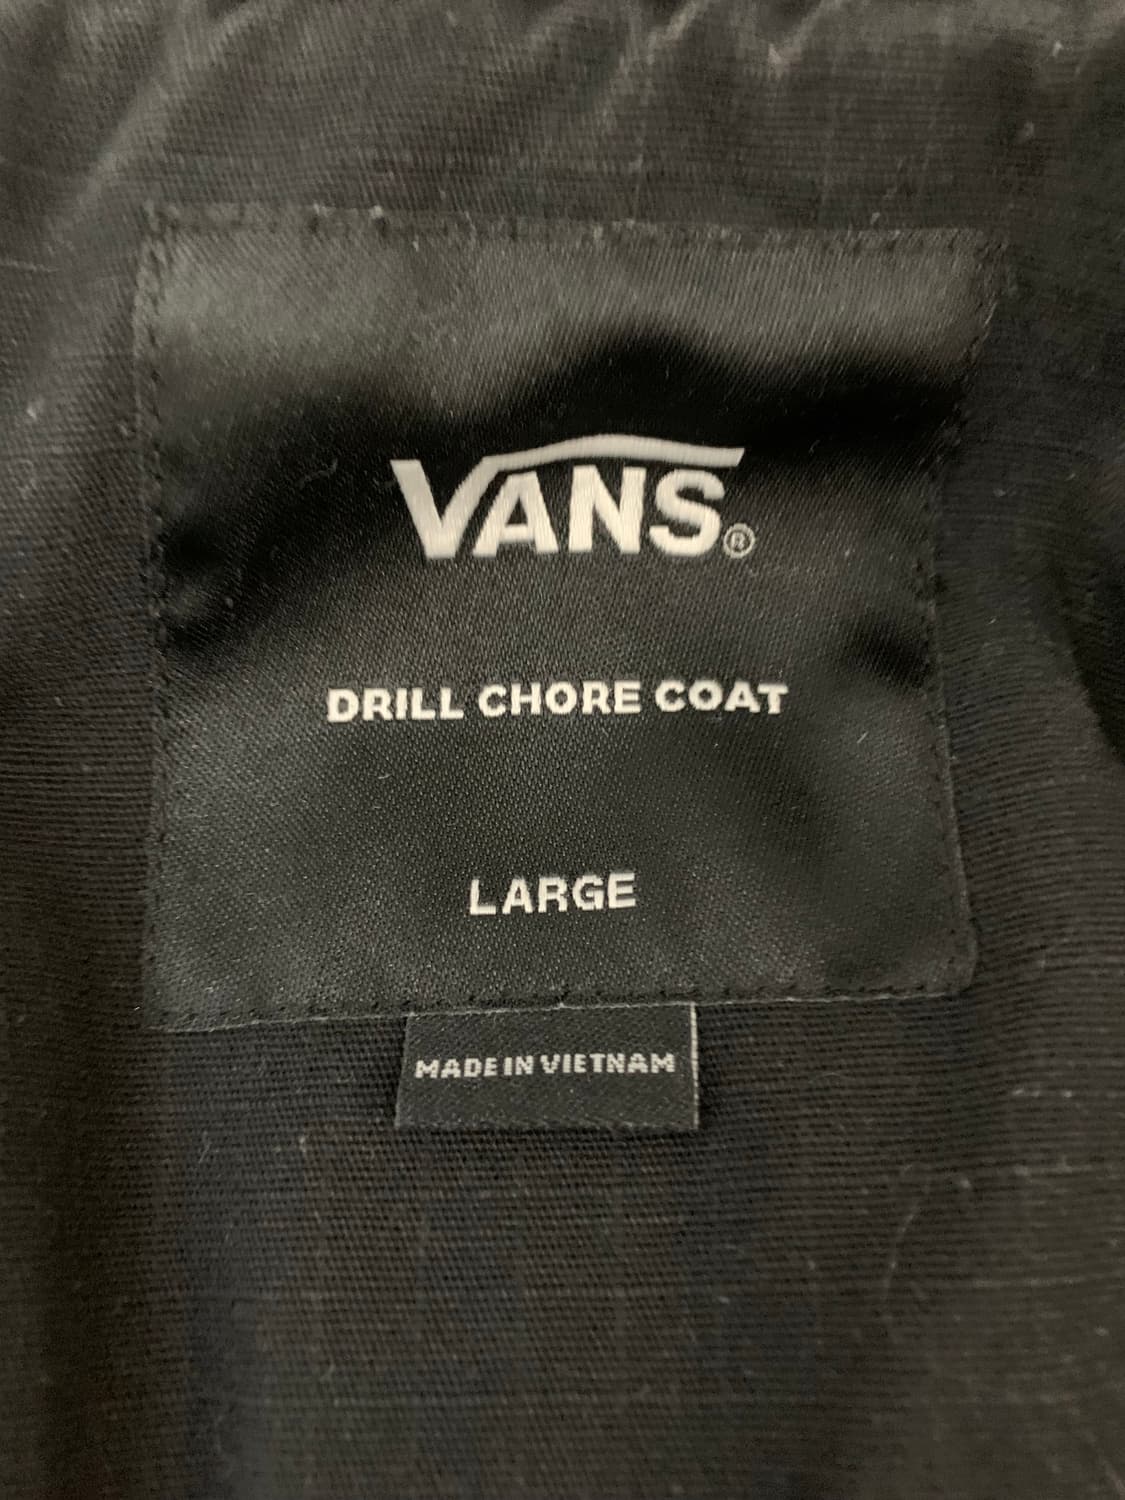 VANS®
DRILL CHORE COAT
LARGE
MADE IN VIETNAM